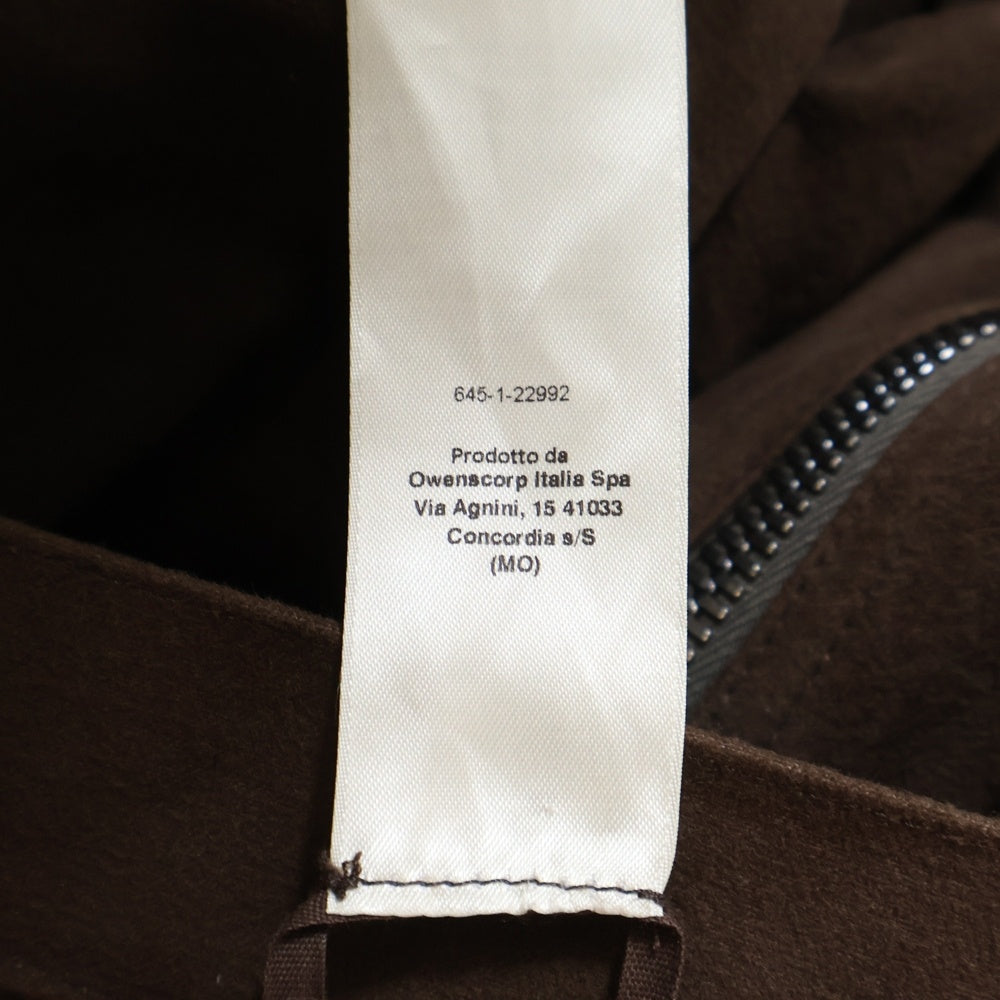 645-1-22992
Prodotto da
Owenscorp Italia Spa
Via Agnini, 15 41033
Concordia s/S
(MO)